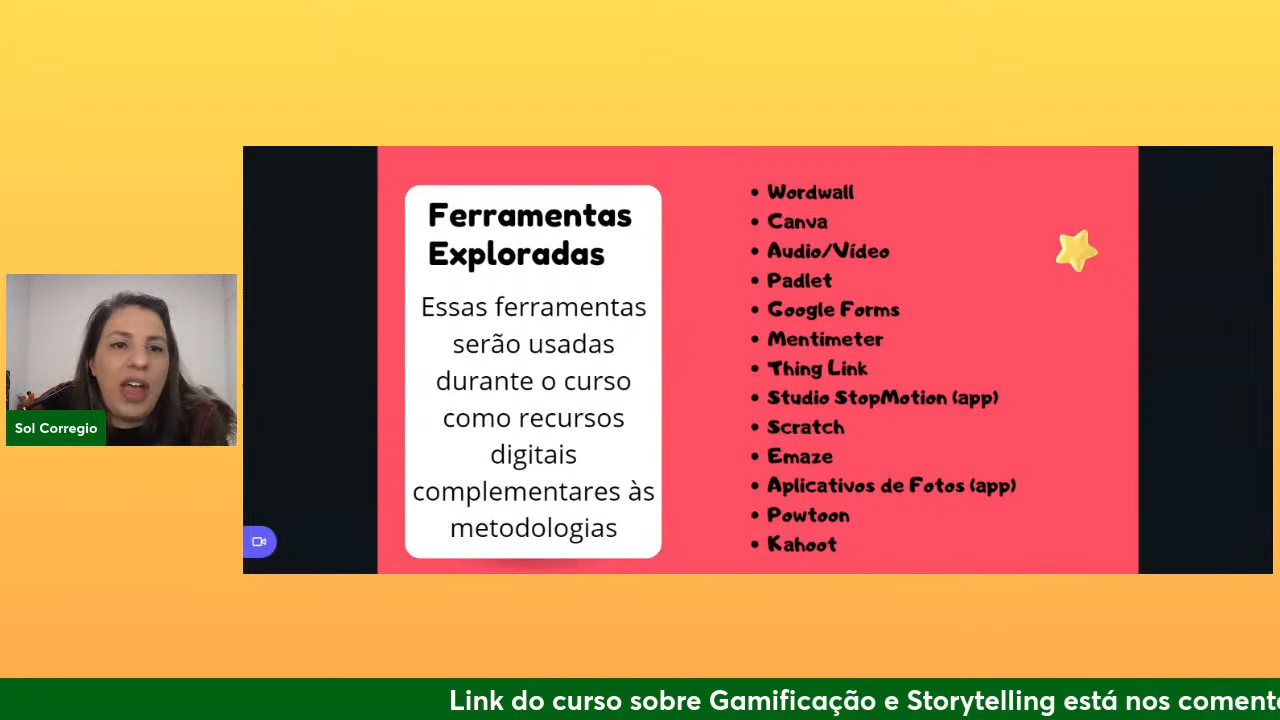 Ferramentas
Exploradas
Essas ferramentas
serão usadas
durante o curso
como recursos
digitais
complementares às
metodologias
• Wordwall
• Canva
• Audio/Vídeo
• Padlet
• Google Forms
• Mentimeter
• Thing Link
• Studio StopMotion (app)
• Scratch
• Emaze
• Aplicativos de Fotos (app)
• Powtoon
• Kahoot
Sol Corregio
Link do curso sobre Gamificação e Storytelling está nos coment